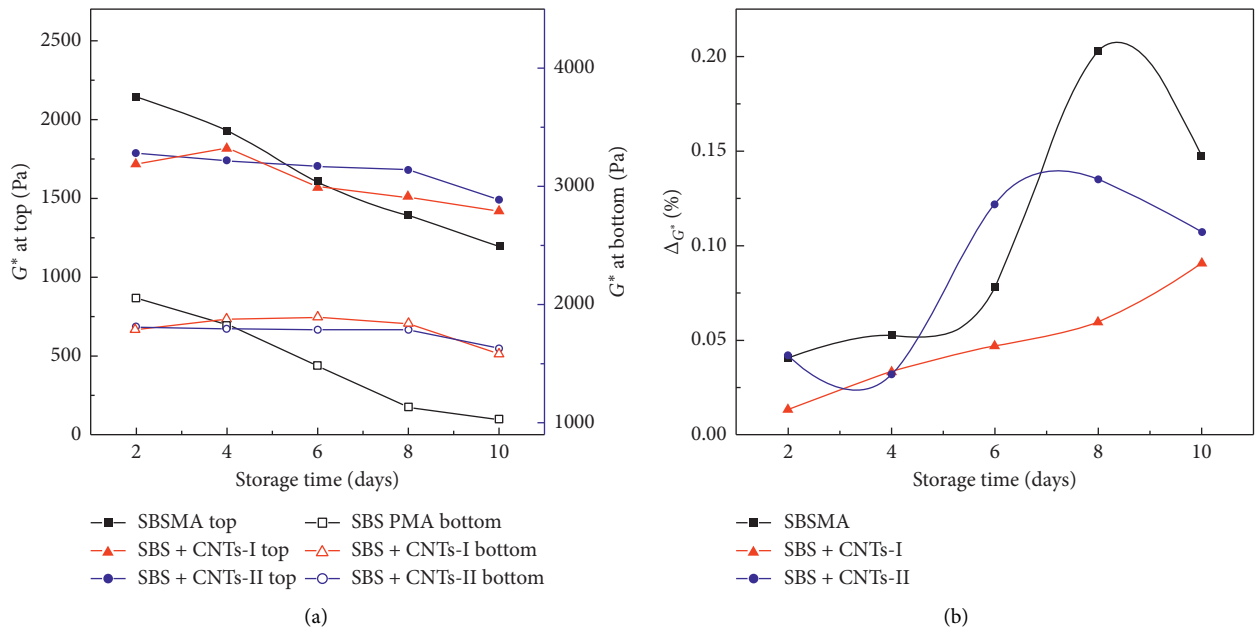 2500
2000
1500
1000
500
0
G* at top (Pa)
4000
3000
2000
1000
G* at bottom (Pa)
2 4 6 8 10
Storage time (days)
SBSMA top
SBS + CNTs-I top
SBS + CNTs-II top
SBS PMA bottom
SBS + CNTs-I bottom
SBS + CNTs-II bottom
(a)
0.20
0.15
0.10
0.05
0.00
ΔG* (%)
2 4 6 8 10
Storage time (days)
SBSMA
SBS + CNTs-I
SBS + CNTs-II
(b)